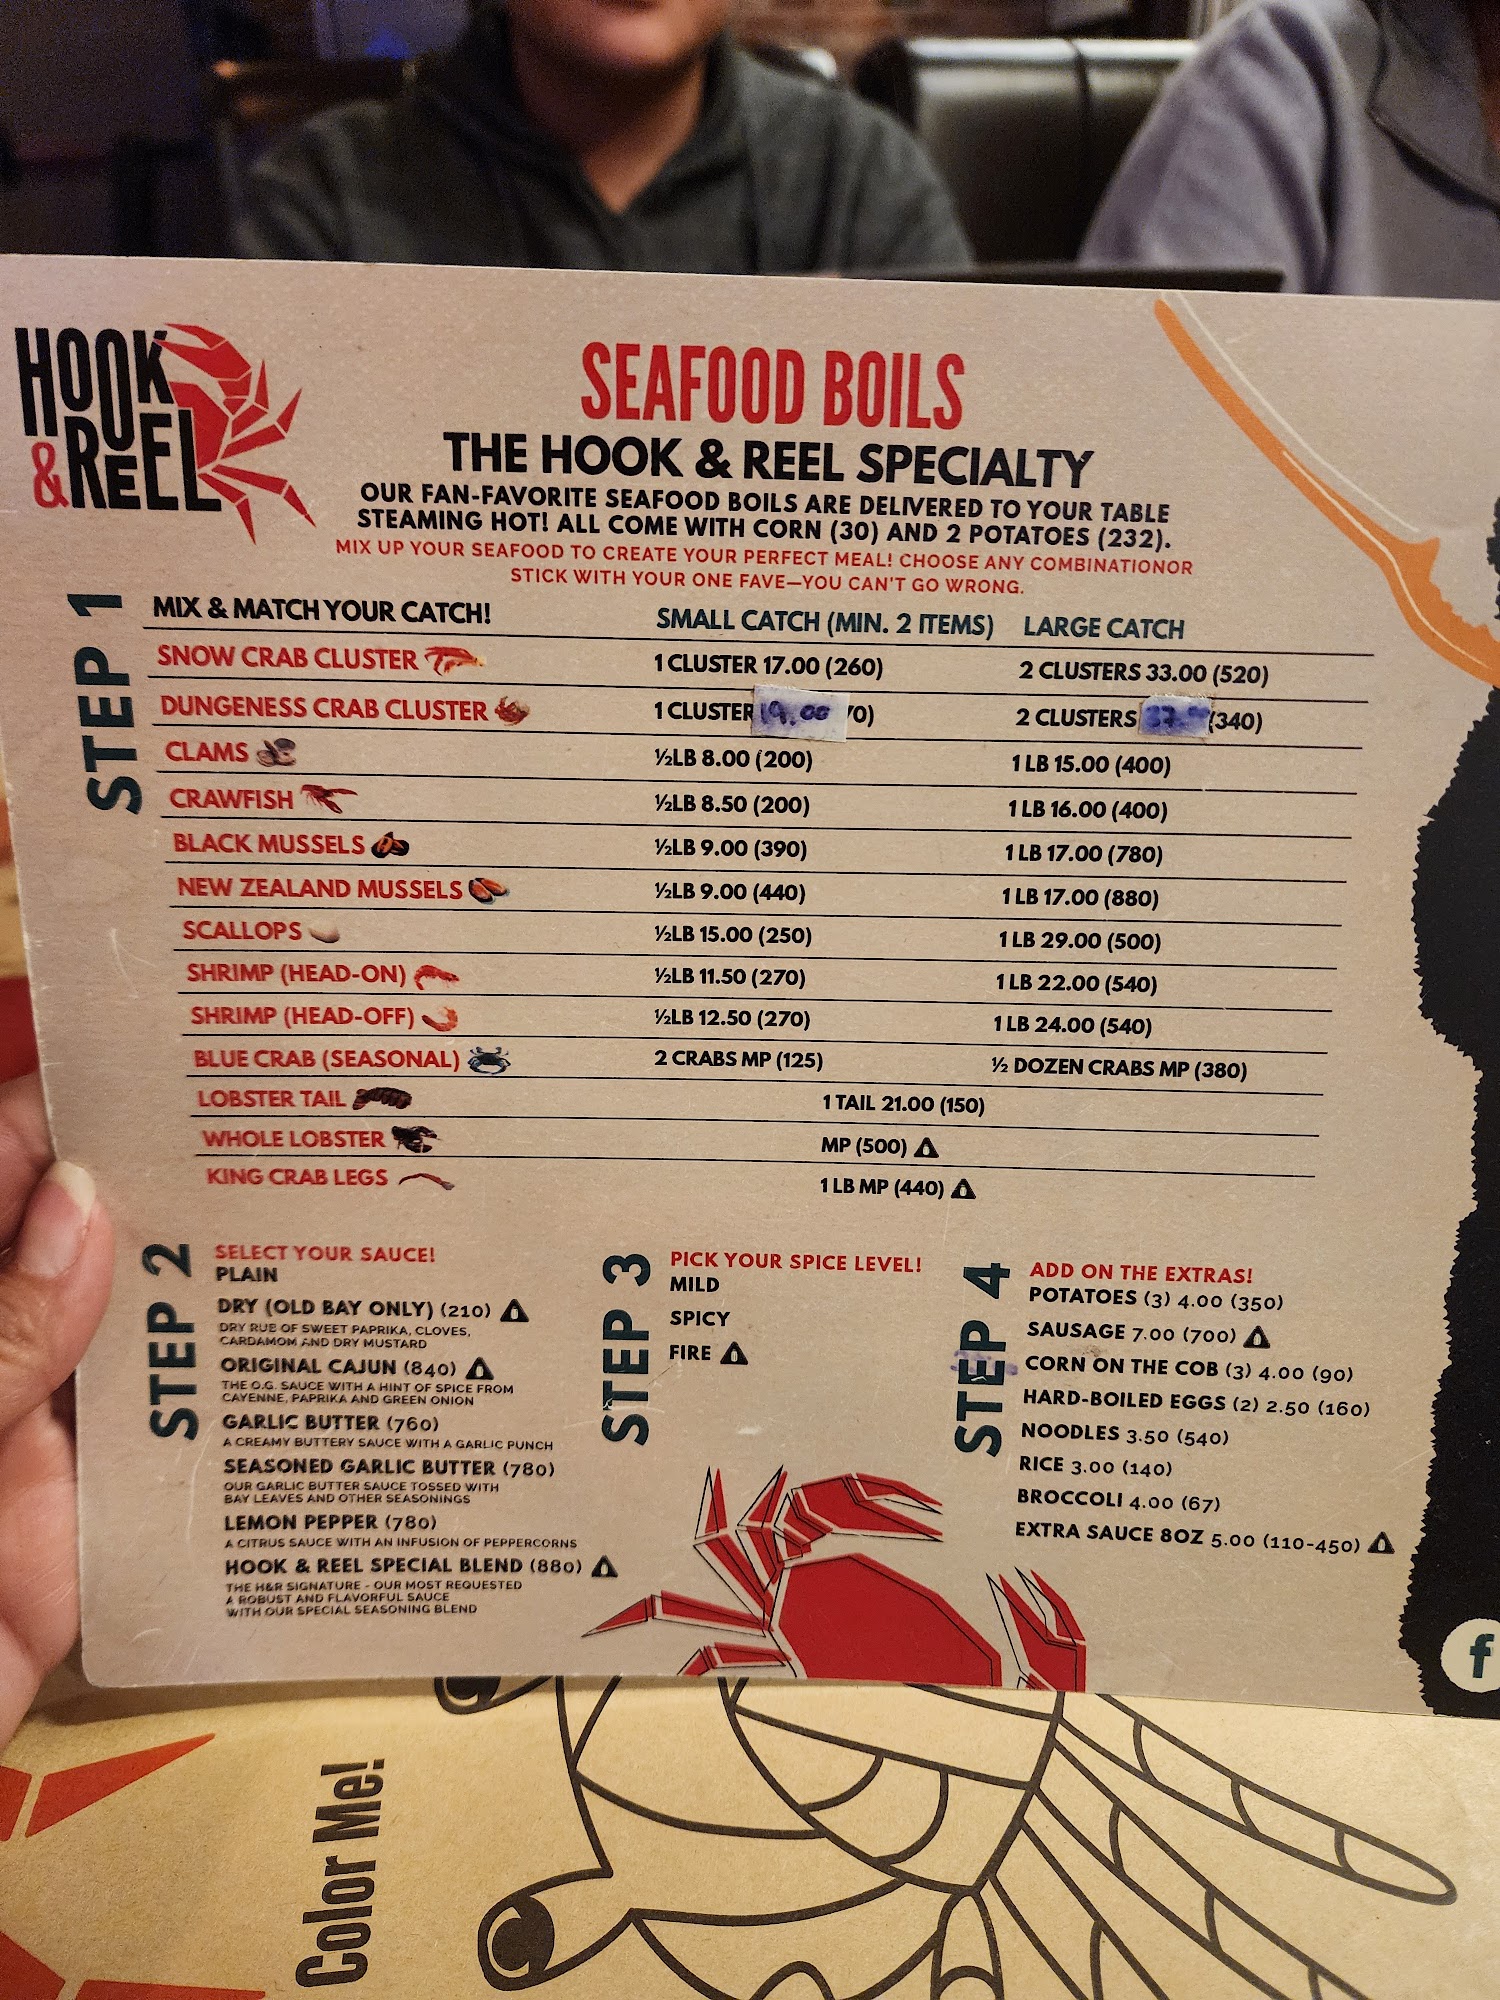 HOOK
& REEL
SEAFOOD BOILS
THE HOOK & REEL SPECIALTY
OUR FAN-FAVORITE SEAFOOD BOILS ARE DELIVERED TO YOUR TABLE
STEAMING HOT! ALL COME WITH CORN (30) AND 2 POTATOES (232).
MIX UP YOUR SEAFOOD TO CREATE YOUR PERFECT MEAL! CHOOSE ANY COMBINATIONOR
STICK WITH YOUR ONE FAVE—YOU CAN'T GO WRONG.
STEP 1
MIX & MATCH YOUR CATCH! SMALL CATCH (MIN. 2 ITEMS) LARGE CATCH
SNOW CRAB CLUSTER 1 CLUSTER 17.00 (260) 2 CLUSTERS 33.00 (520)
DUNGENESS CRAB CLUSTER 1 CLUSTER 19.00 70) 2 CLUSTERS (340)
CLAMS ½LB 8.00 (200) 1 LB 15.00 (400)
CRAWFISH ½LB 8.50 (200) 1 LB 16.00 (400)
BLACK MUSSELS ½LB 9.00 (390) 1 LB 17.00 (780)
NEW ZEALAND MUSSELS ½LB 9.00 (440) 1 LB 17.00 (880)
SCALLOPS ½LB 15.00 (250) 1 LB 29.00 (500)
SHRIMP (HEAD-ON) ½LB 11.50 (270) 1 LB 22.00 (540)
SHRIMP (HEAD-OFF) ½LB 12.50 (270) 1 LB 24.00 (540)
BLUE CRAB (SEASONAL) 2 CRABS MP (125) ½ DOZEN CRABS MP (380)
LOBSTER TAIL 1 TAIL 21.00 (150)
WHOLE LOBSTER MP (500)
KING CRAB LEGS 1 LB MP (440)
STEP 2
SELECT YOUR SAUCE!
PLAIN
DRY (OLD BAY ONLY) (210)
DRY RUB OF SWEET PAPRIKA, CLOVES,
CARDAMOM AND DRY MUSTARD
ORIGINAL CAJUN (840)
THE O.G. SAUCE WITH A HINT OF SPICE FROM
CAYENNE, PAPRIKA AND GREEN ONION
GARLIC BUTTER (760)
A CREAMY BUTTERY SAUCE WITH A GARLIC PUNCH
SEASONED GARLIC BUTTER (780)
OUR GARLIC BUTTER SAUCE TOSSED WITH
BAY LEAVES AND OTHER SEASONINGS
LEMON PEPPER (780)
A CITRUS SAUCE WITH AN INFUSION OF PEPPERCORNS
HOOK & REEL SPECIAL BLEND (880)
THE H&R SIGNATURE - OUR MOST REQUESTED
A ROBUST AND FLAVORFUL SAUCE
WITH OUR SPECIAL SEASONING BLEND
STEP 3
PICK YOUR SPICE LEVEL!
MILD
SPICY
FIRE
STEP 4
ADD ON THE EXTRAS!
POTATOES (3) 4.00 (350)
SAUSAGE 7.00 (700)
CORN ON THE COB (3) 4.00 (90)
HARD-BOILED EGGS (2) 2.50 (160)
NOODLES 3.50 (540)
RICE 3.00 (140)
BROCCOLI 4.00 (67)
EXTRA SAUCE 8OZ 5.00 (110-450)
f
Color Me!